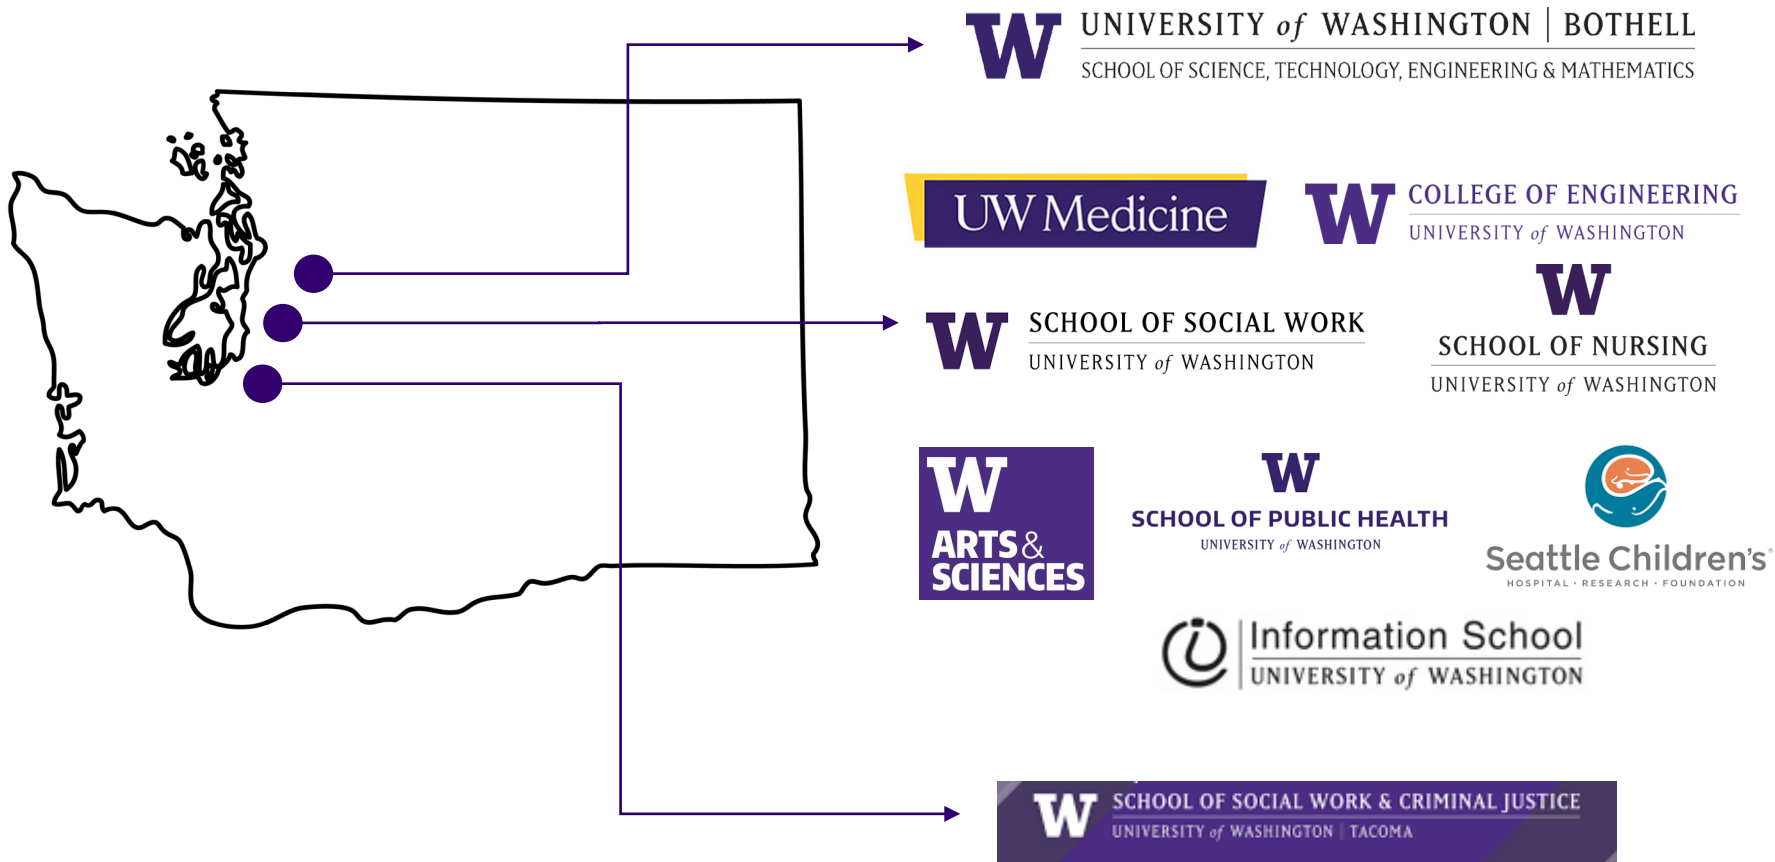 W UNIVERSITY of WASHINGTON | BOTHELL
SCHOOL OF SCIENCE, TECHNOLOGY, ENGINEERING & MATHEMATICS
UW Medicine
W COLLEGE OF ENGINEERING
UNIVERSITY of WASHINGTON
W SCHOOL OF SOCIAL WORK
UNIVERSITY of WASHINGTON
W
SCHOOL OF NURSING
UNIVERSITY of WASHINGTON
W
ARTS &
SCIENCES
W
SCHOOL OF PUBLIC HEALTH
UNIVERSITY of WASHINGTON
Seattle Children's®
HOSPITAL · RESEARCH · FOUNDATION
i Information School
UNIVERSITY of WASHINGTON
W SCHOOL OF SOCIAL WORK & CRIMINAL JUSTICE
UNIVERSITY of WASHINGTON | TACOMA